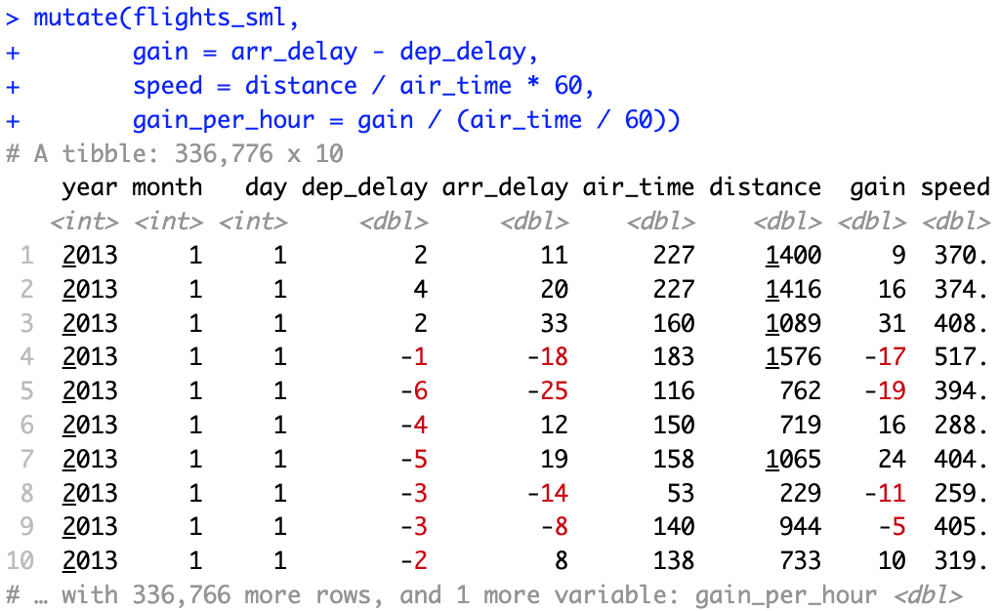 > mutate(flights_sml,
+        gain = arr_delay - dep_delay,
+        speed = distance / air_time * 60,
+        gain_per_hour = gain / (air_time / 60))
# A tibble: 336,776 x 10
    year month   day dep_delay arr_delay air_time distance  gain speed
   <int> <int> <int>     <dbl>     <dbl>    <dbl>    <dbl> <dbl> <dbl>
 1  2013     1     1         2        11      227     1400     9  370.
 2  2013     1     1         4        20      227     1416    16  374.
 3  2013     1     1         2        33      160     1089    31  408.
 4  2013     1     1        -1       -18      183     1576   -17  517.
 5  2013     1     1        -6       -25      116      762   -19  394.
 6  2013     1     1        -4        12      150      719    16  288.
 7  2013     1     1        -5        19      158     1065    24  404.
 8  2013     1     1        -3       -14       53      229   -11  259.
 9  2013     1     1        -3        -8      140      944    -5  405.
10  2013     1     1        -2         8      138      733    10  319.
# … with 336,766 more rows, and 1 more variable: gain_per_hour <dbl>